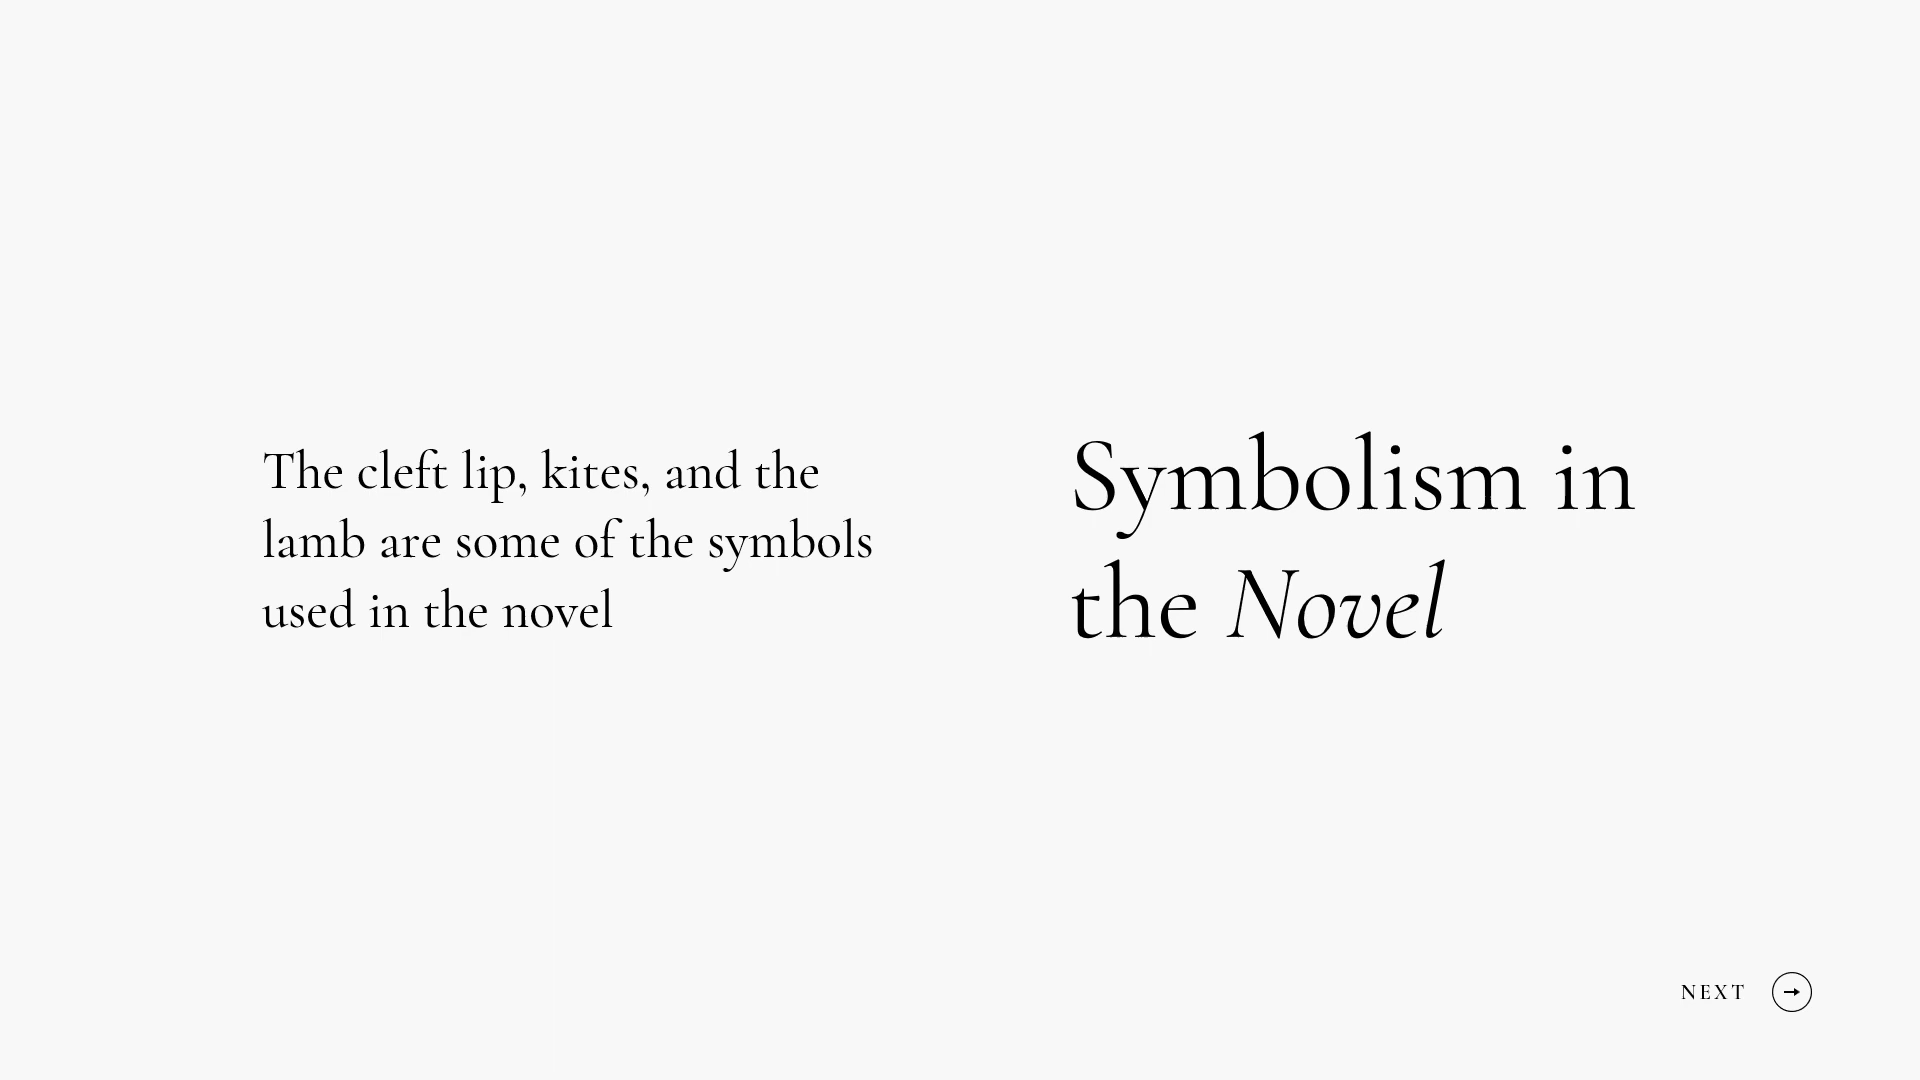 The cleft lip, kites, and the
lamb are some of the symbols
used in the novel
Symbolism in
the Novel
NEXT